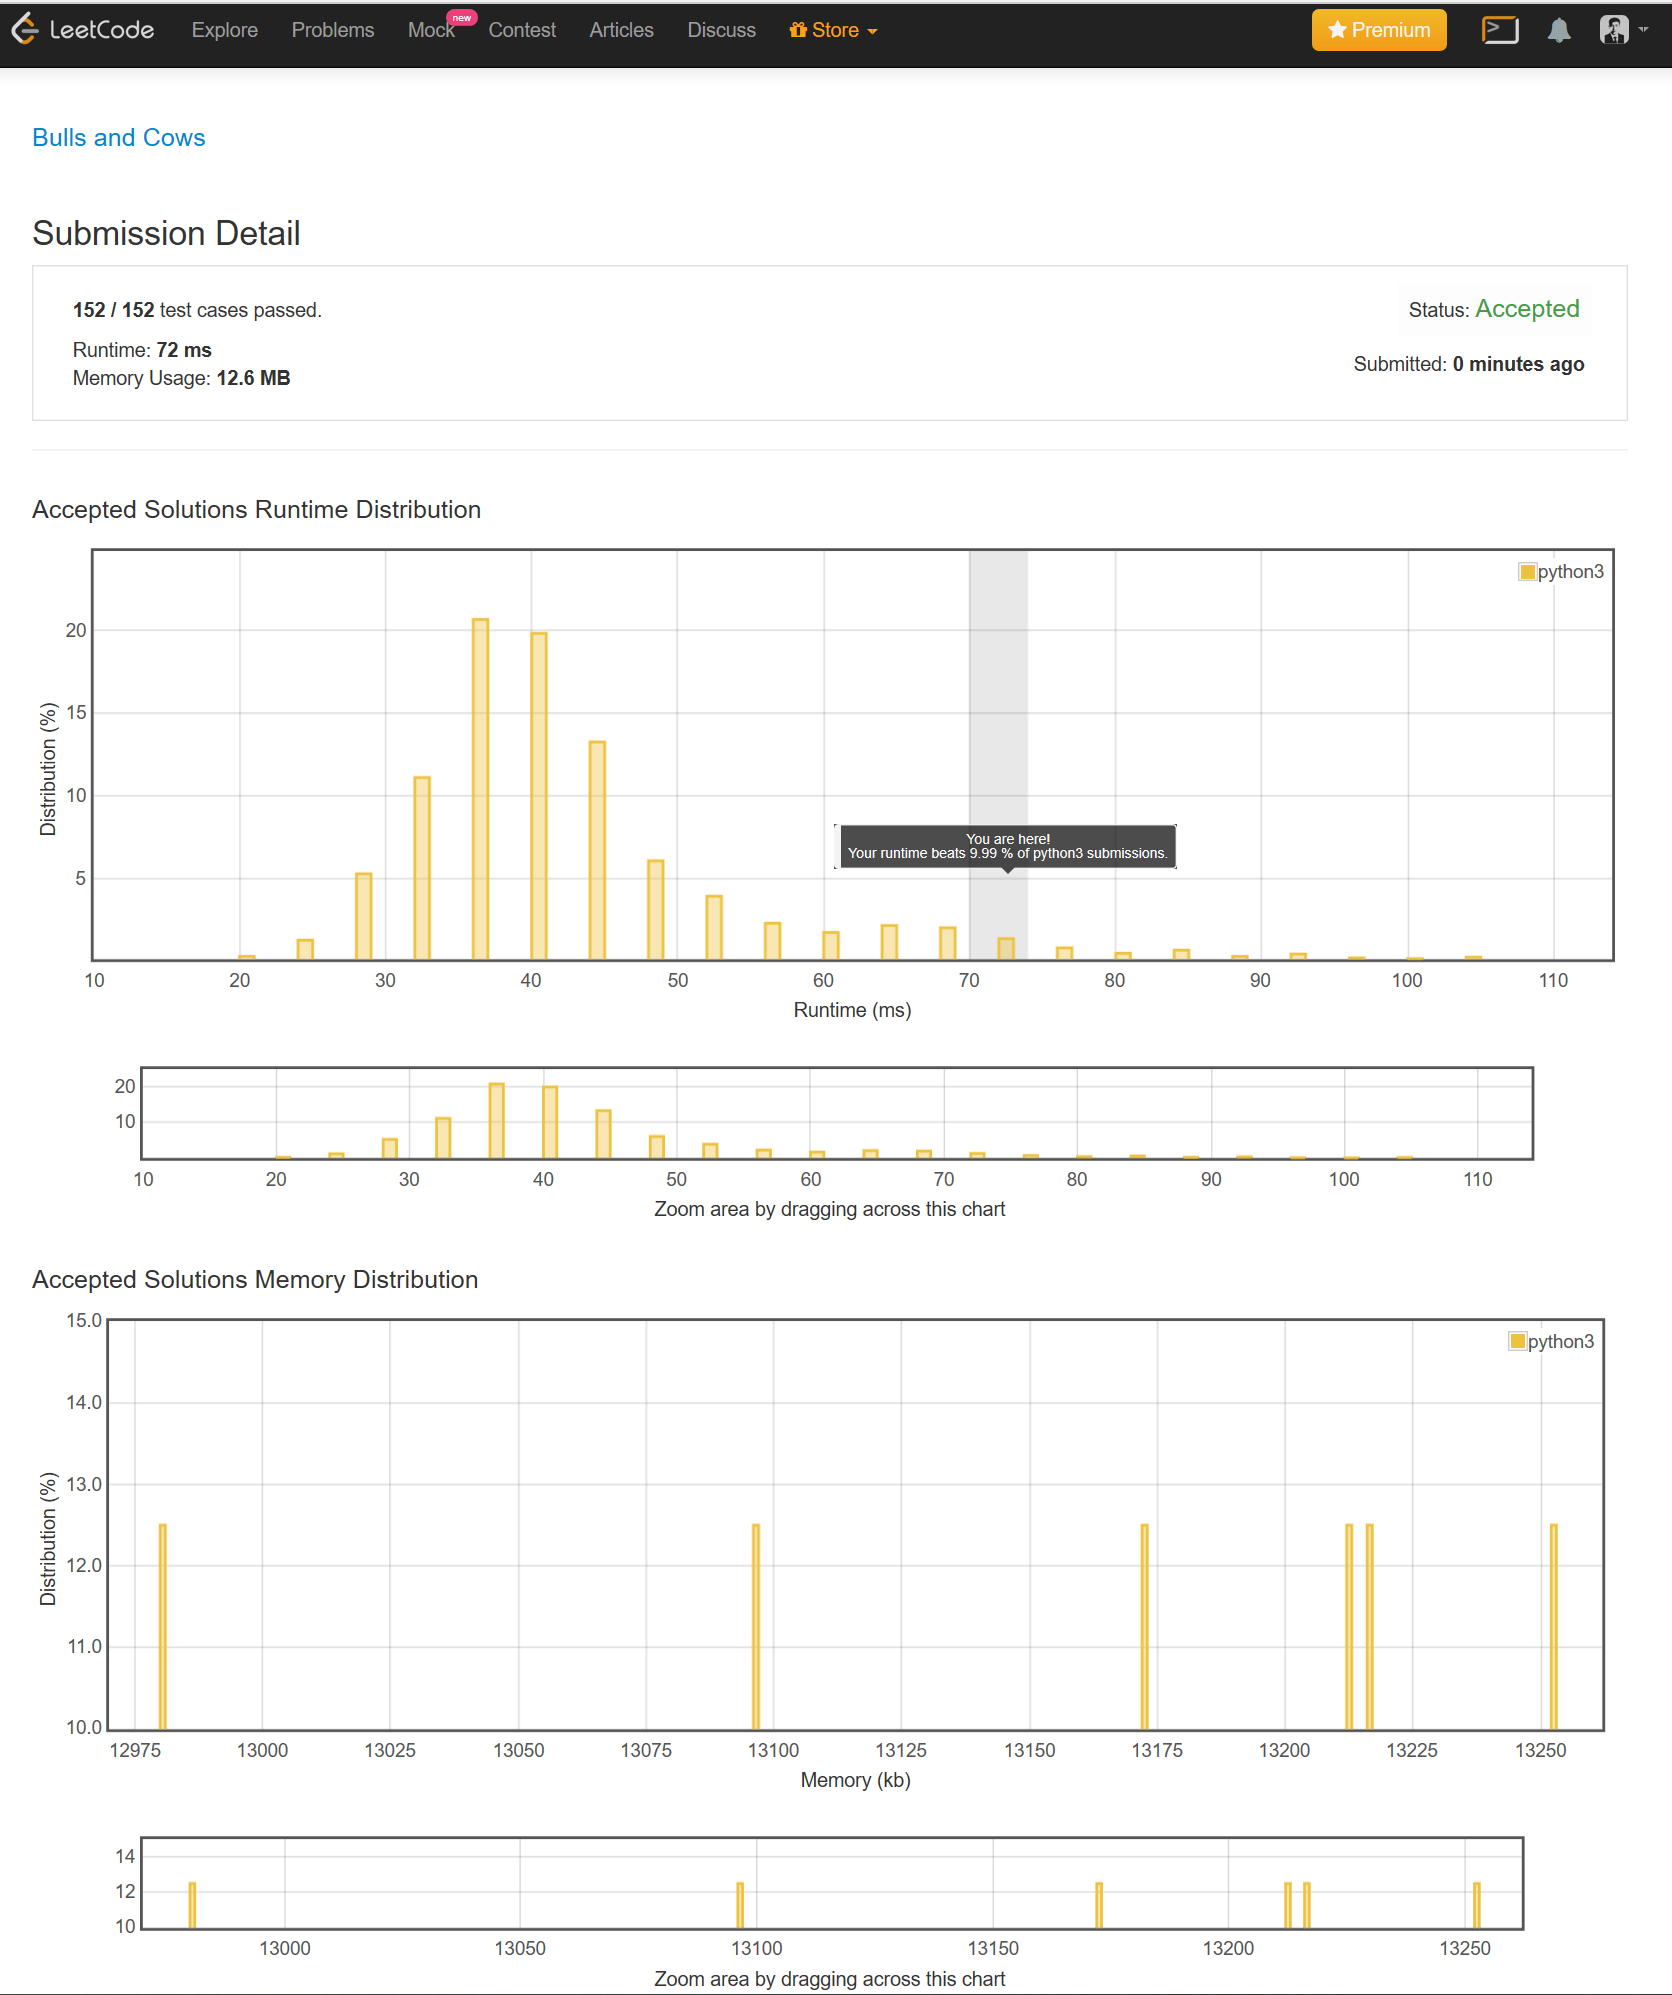 LeetCode Explore Problems Mock new Contest Articles Discuss Store Premium
Bulls and Cows
Submission Detail
152 / 152 test cases passed.
Status: Accepted
Runtime: 72 ms
Submitted: 0 minutes ago
Memory Usage: 12.6 MB
Accepted Solutions Runtime Distribution
python3
20
15
10
5
Distribution (%)
You are here!
Your runtime beats 9.99 % of python3 submissions.
10 20 30 40 50 60 70 80 90 100 110
Runtime (ms)
20
10
10 20 30 40 50 60 70 80 90 100 110
Zoom area by dragging across this chart
Accepted Solutions Memory Distribution
python3
15.0
14.0
13.0
12.0
11.0
10.0
Distribution (%)
12975 13000 13025 13050 13075 13100 13125 13150 13175 13200 13225 13250
Memory (kb)
14
12
10
13000 13050 13100 13150 13200 13250
Zoom area by dragging across this chart